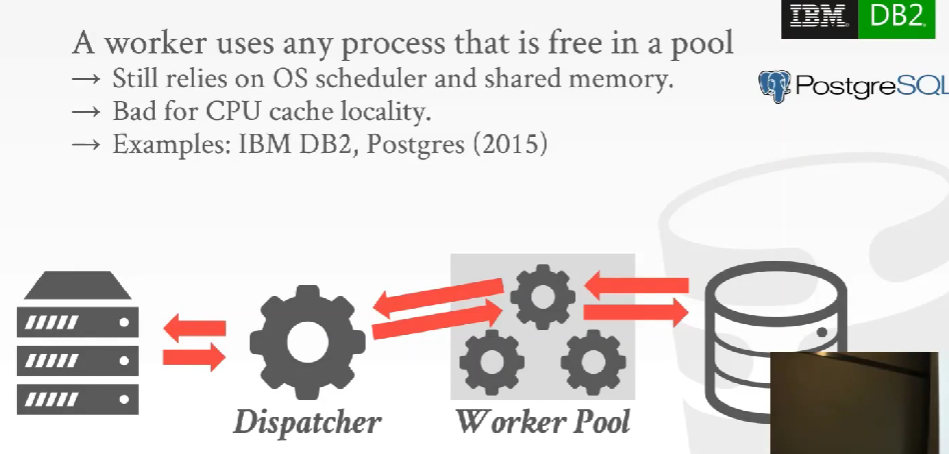 IBM DB2
A worker uses any process that is free in a pool
→ Still relies on OS scheduler and shared memory.
PostgreSQL
→ Bad for CPU cache locality.
→ Examples: IBM DB2, Postgres (2015)
Dispatcher
Worker Pool